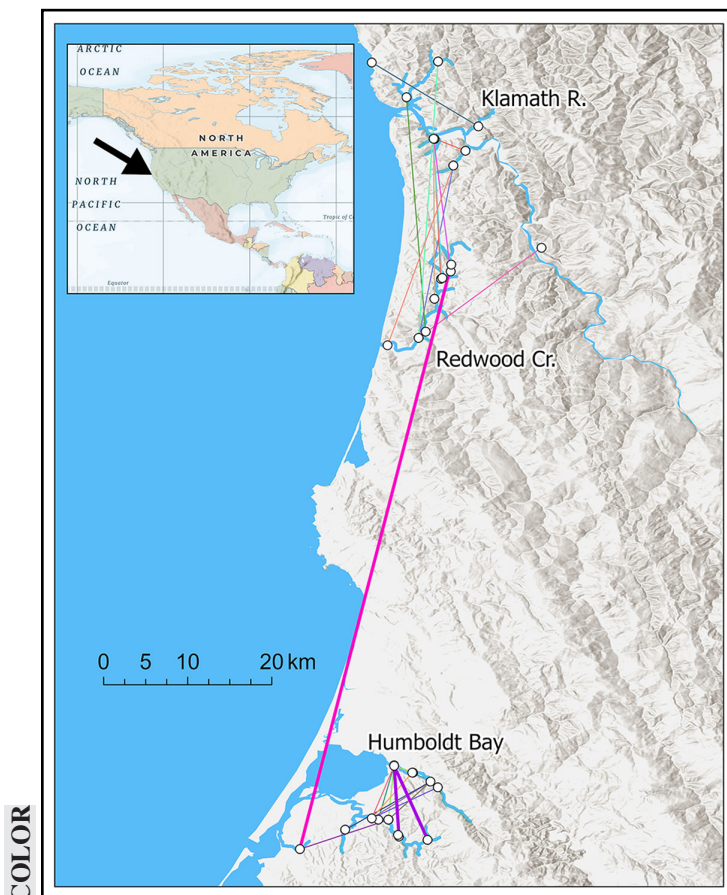 ARCTIC
OCEAN
NORTH
AMERICA
NORTH
PACIFIC
OCEAN
Tropic of C
Equator
Klamath R.
Redwood Cr.
0 5 10 20 km
Humboldt Bay
COLOR